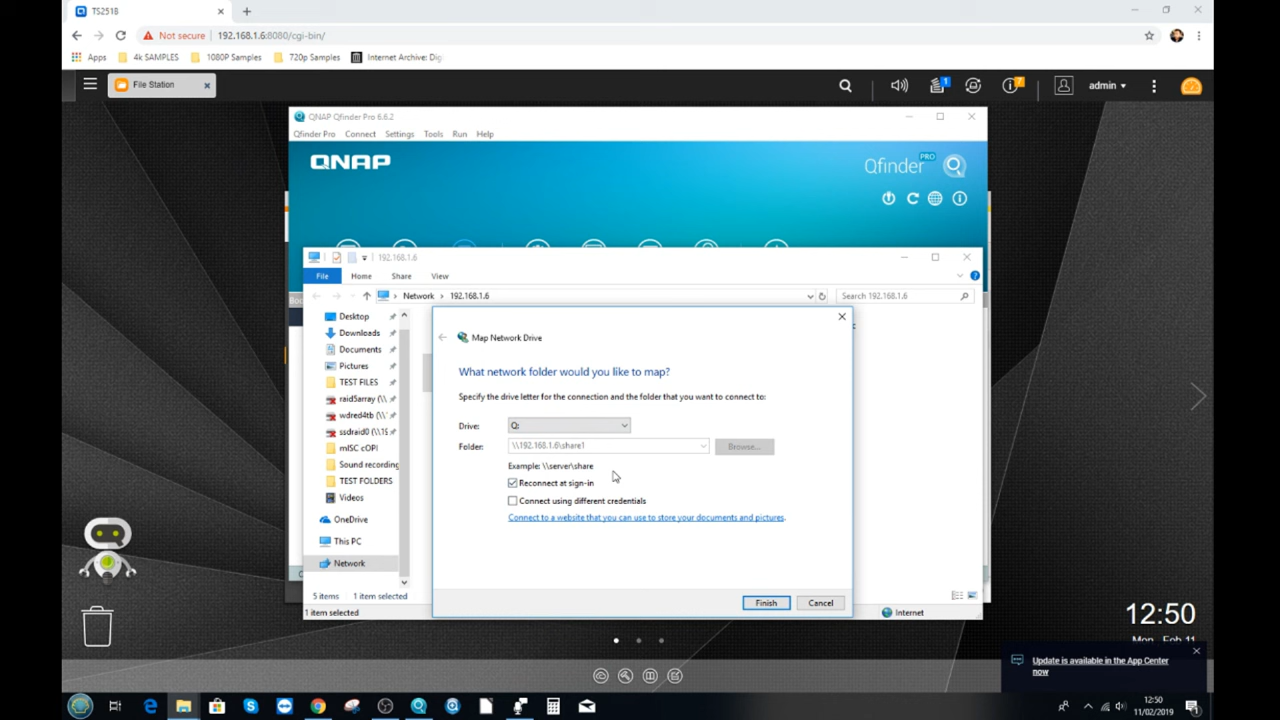 TS251B
Not secure 192.168.1.6:8080/cgi-bin/
Apps 4k SAMPLES 1080P Samples 720p Samples Internet Archive: Dig
File Station
1 7 admin
QNAP Qfinder Pro 6.6.2
Qfinder Pro Connect Settings Tools Run Help
QNAP
Qfinder PRO
192.168.1.6
File Home Share View
Network 192.168.1.6 Search 192.168.1.6
Desktop
Downloads
Documents
Pictures
TEST FILES
raid5array (\\
wdred4tb (\\
ssdraid0 (\\19
mISC cOPI
Sound recording
TEST FOLDERS
Videos
OneDrive
This PC
Network
5 items 1 item selected
1 item selected
Internet
Map Network Drive
What network folder would you like to map?
Specify the drive letter for the connection and the folder that you want to connect to:
Drive: Q:
Folder: \\192.168.1.6\share1 Browse...
Example: \\server\share
Reconnect at sign-in
Connect using different credentials
Connect to a website that you can use to store your documents and pictures.
Finish Cancel
12:50
Mon, Feb 11
Update is available in the App Center
now
12:50
11/02/2019
1